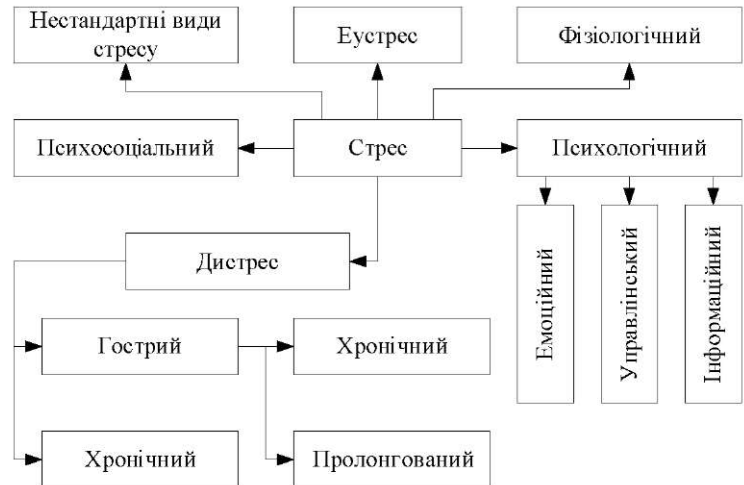 Нестандартні види
стресу
Еустрес
Фізіологічний
Психосоціальний
Стрес
Психологічний
Дистрес
Емоційний
Управлінський
Інформаційний
Гострий
Хронічний
Хронічний
Пролонгований